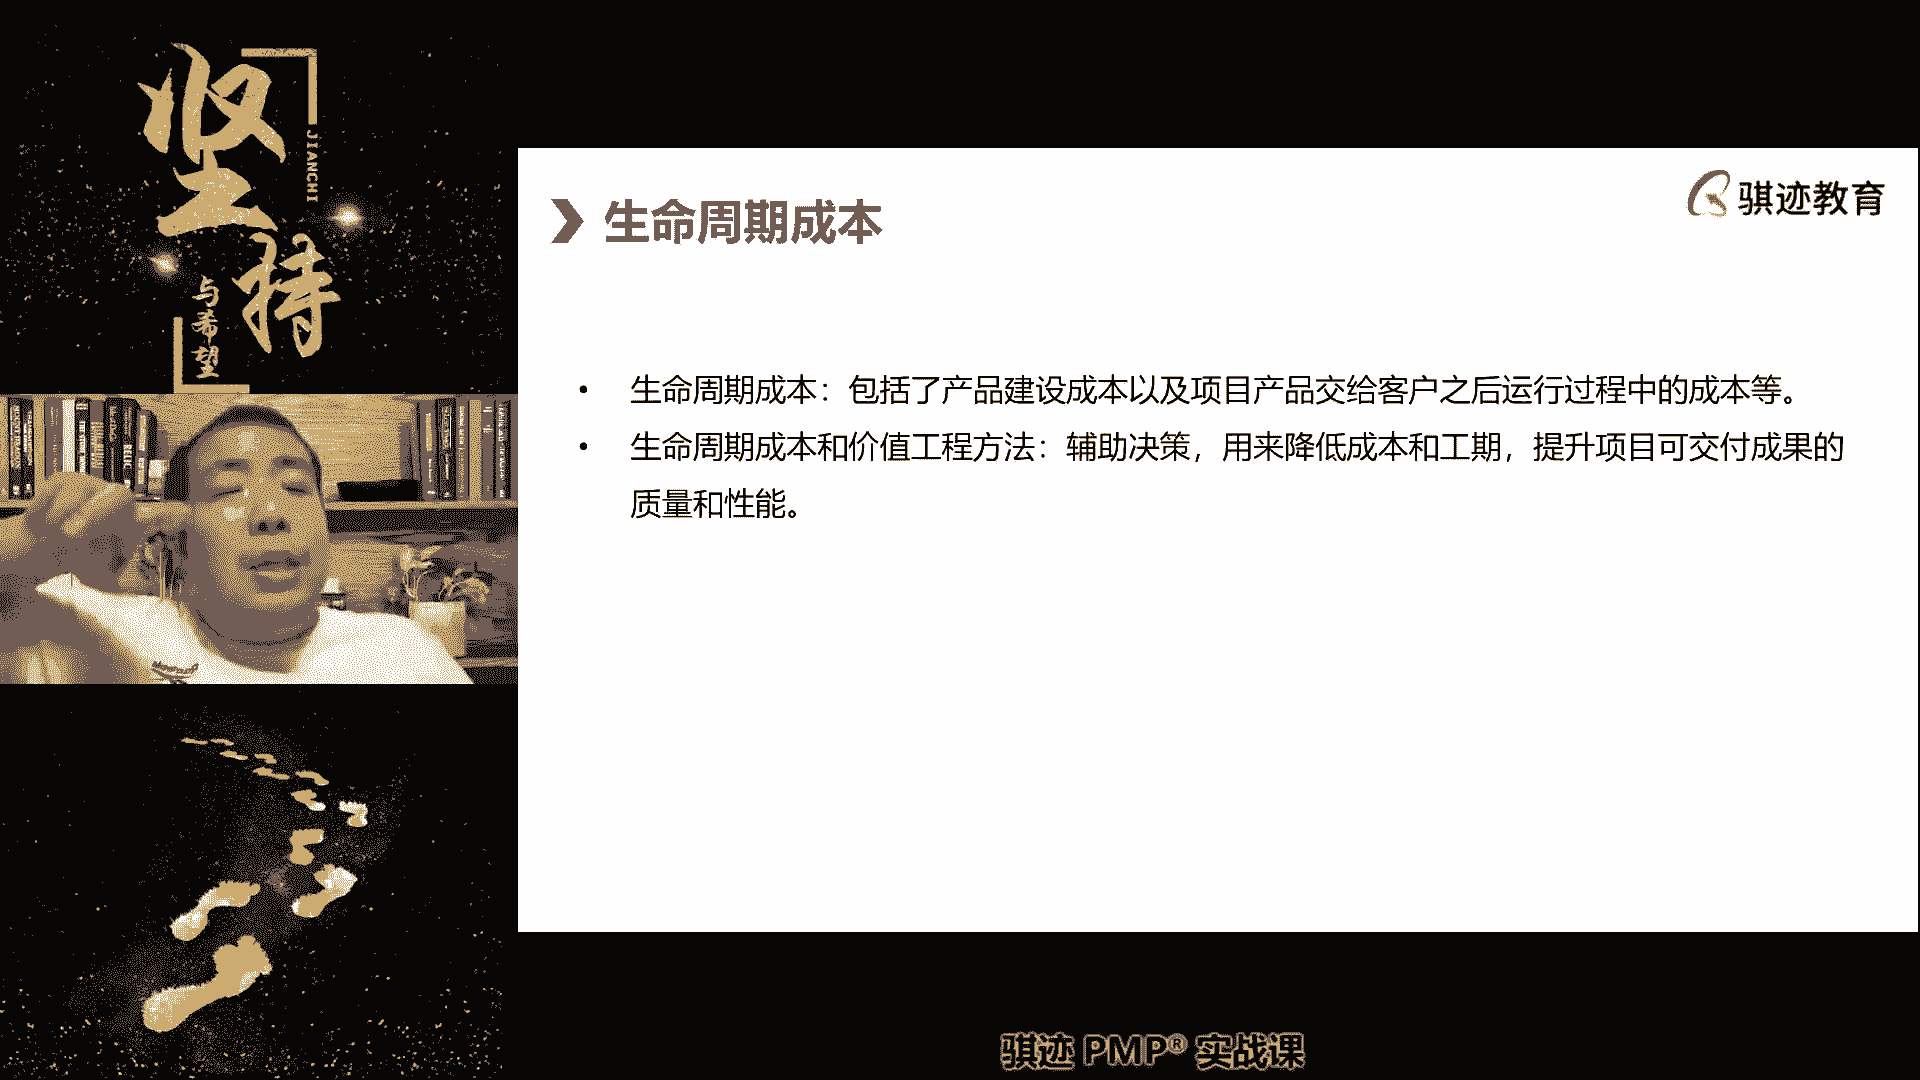 坚持
JIANCHI
与希望
骐迹教育
生命周期成本
• 生命周期成本：包括了产品建设成本以及项目产品交给客户之后运行过程中的成本等。
• 生命周期成本和价值工程方法：辅助决策，用来降低成本和工期，提升项目可交付成果的
质量和性能。
骐迹 PMP® 实战课